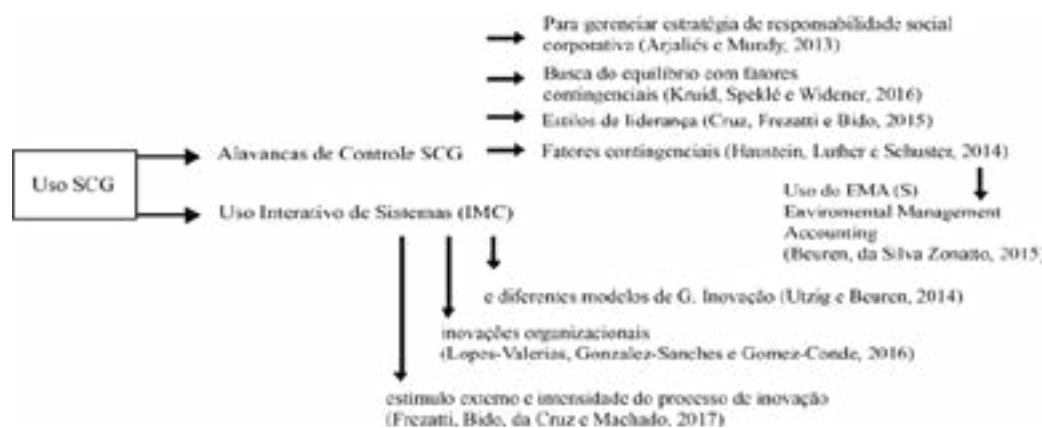 Para gerenciar estratégia de responsabilidade social
corporativa (Arjaliés e Mundy, 2013)
Busca do equilíbrio com fatores
contingenciais (Kruid, Speklé e Widener, 2016)
Estilos de liderança (Cruz, Frezatti e Bido, 2015)
Alavancas de Controle SCG
Fatores contingenciais (Haustein, Luther e Schuster, 2014)
Uso SCG
Uso Interativo de Sistemas (IMC)
Uso do EMA (S)
Enviromental Management
Accounting
(Beuren, da Silva Zonatto, 2015)
e diferentes modelos de G. Inovação (Utzig e Beuren, 2014)
inovações organizacionais
(Lopes-Valerias, Gonzalez-Sanches e Gomez-Conde, 2016)
estímulo externo e intensidade do processo de inovação
(Frezatti, Bido, da Cruz e Machado, 2017)